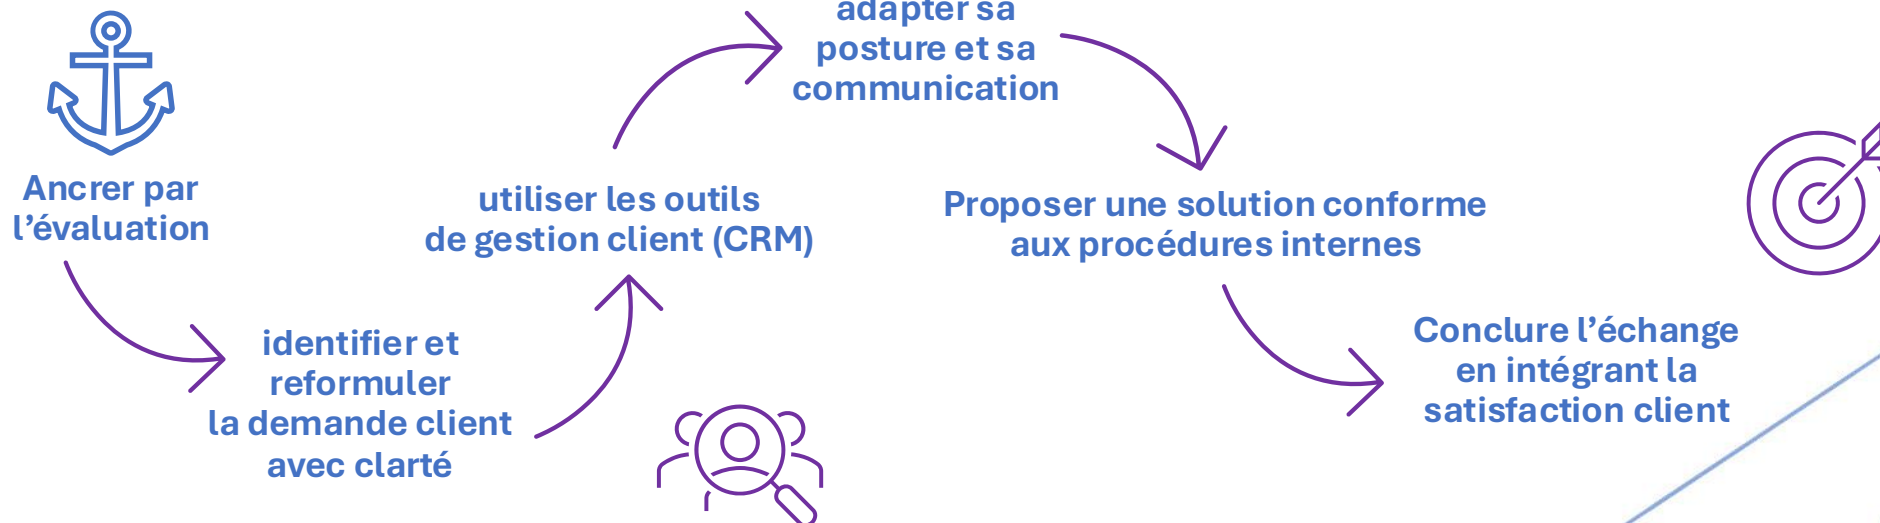 Ancrer par
l’évaluation
identifier et
reformuler
la demande client
avec clarté
utiliser les outils
de gestion client (CRM)
adapter sa
posture et sa
communication
Proposer une solution conforme
aux procédures internes
Conclure l’échange
en intégrant la
satisfaction client